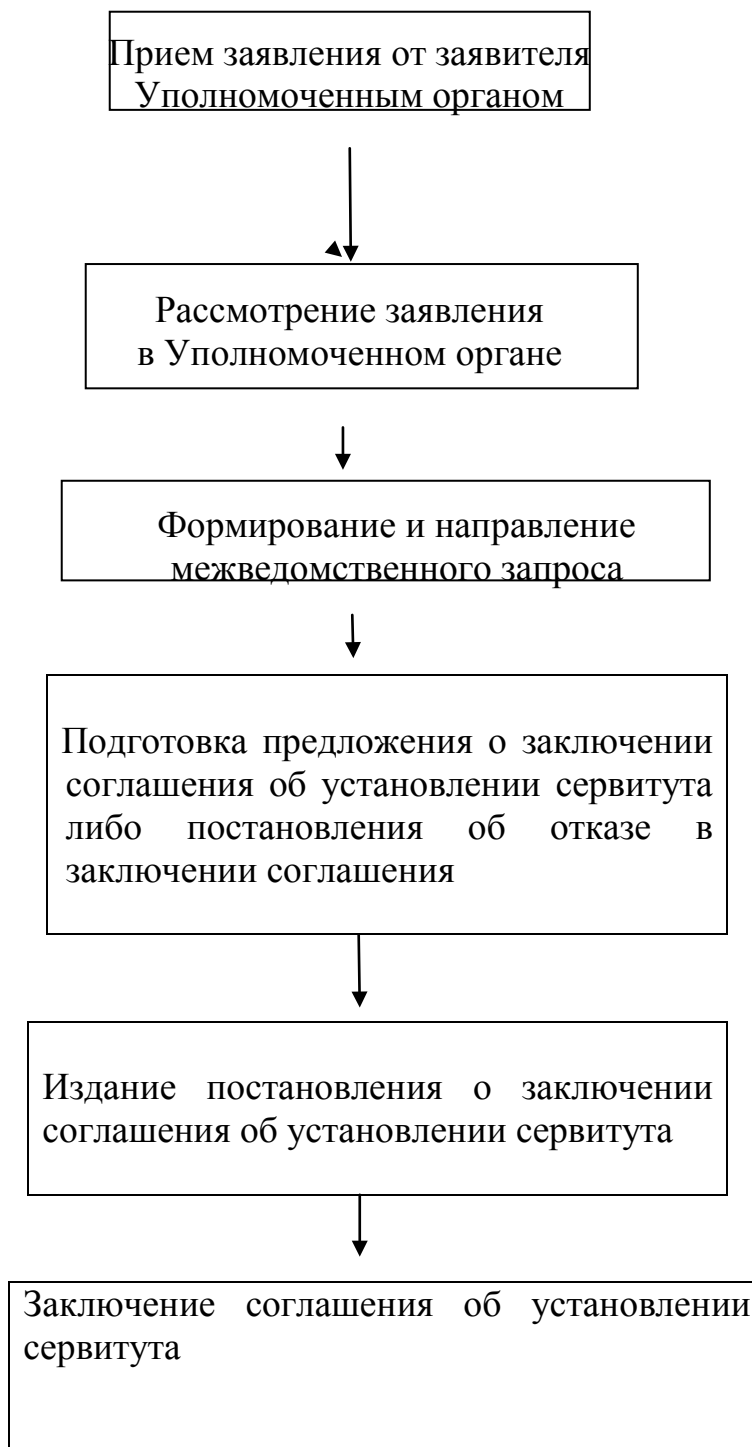 Прием заявления от заявителя
Уполномоченным органом
Рассмотрение заявления
в Уполномоченном органе
Формирование и направление
межведомственного запроса
Подготовка предложения о заключении
соглашения об установлении сервитута
либо постановления об отказе в
заключении соглашения
Издание постановления о заключении
соглашения об установлении сервитута
Заключение соглашения об установлении
сервитута